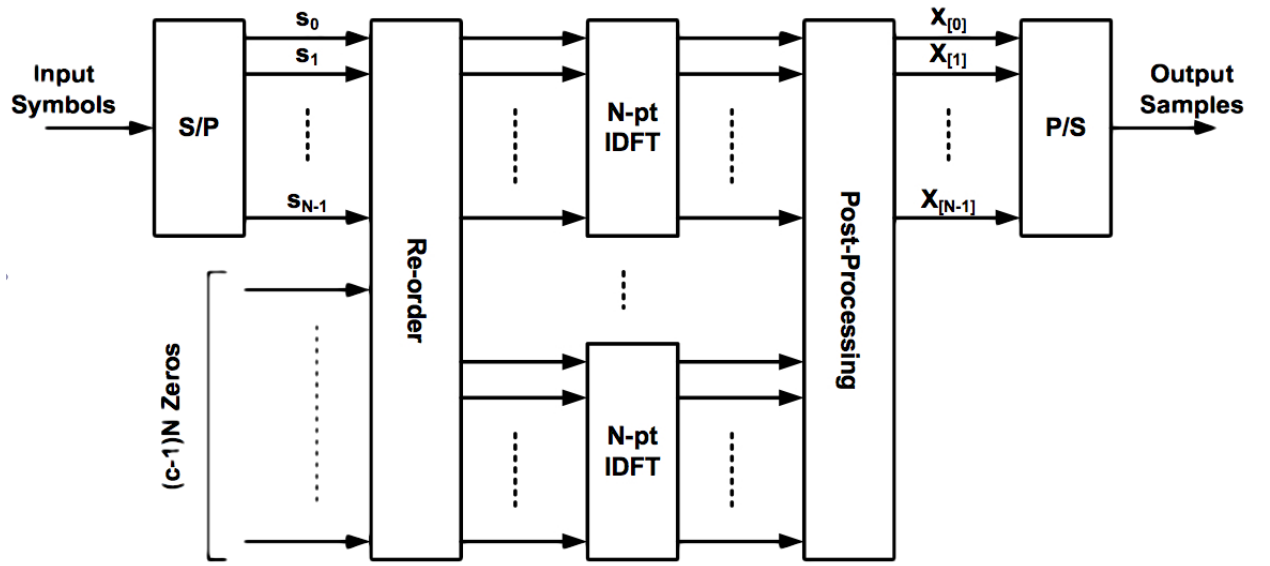 Input
Symbols
S/P
s0
s1
sN-1
(c-1)N Zeros
Re-order
N-pt
IDFT
N-pt
IDFT
Post-Processing
X[0]
X[1]
X[N-1]
P/S
Output
Samples